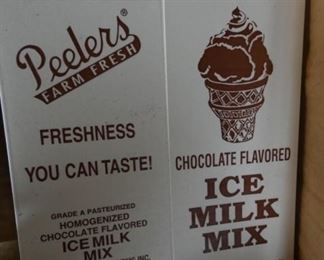 Peelers®
FARM FRESH
FRESHNESS
YOU CAN TASTE!
GRADE A PASTEURIZED
HOMOGENIZED
CHOCOLATE FLAVORED
ICE MILK
MIX
INC.
CHOCOLATE FLAVORED
ICE
MILK
MIX